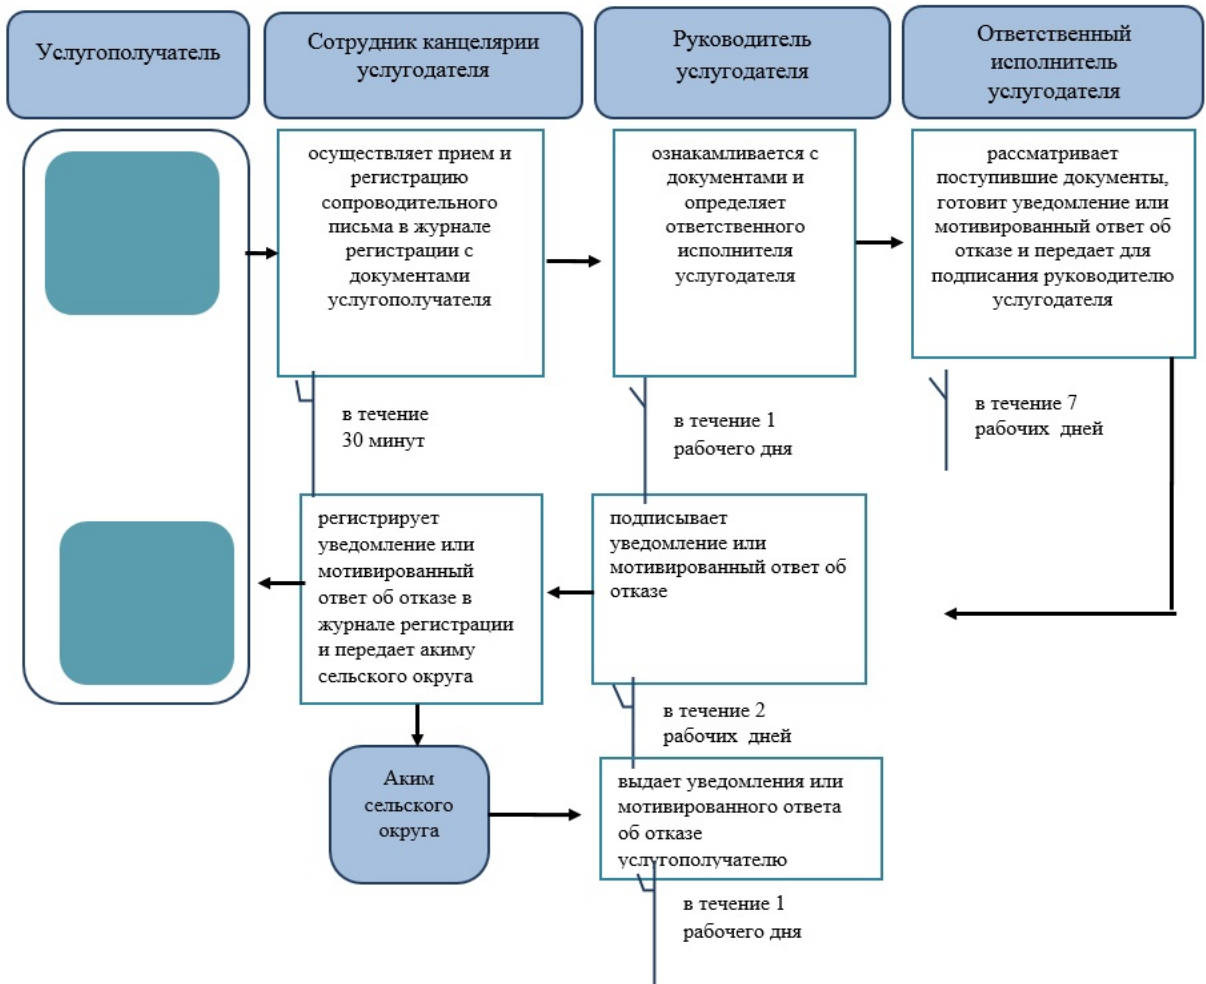 Услугополучатель
Сотрудник канцелярии
услугодателя
Руководитель
услугодателя
Ответственный
исполнитель
услугодателя
осуществляет прием и
регистрацию
сопроводительного
письма в журнале
регистрации с
документами
услугополучателя
ознакамливается с
документами и
определяет
ответственного
исполнителя
услугодателя
рассматривает
поступившие документы,
готовит уведомление или
мотивированный ответ об
отказе и передает для
подписания руководителю
услугодателя
в течение
30 минут
в течение 1
рабочего дня
в течение 7
рабочих дней
регистрирует
уведомление или
мотивированный
ответ об отказе в
журнале регистрации
и передает акиму
сельского округа
подписывает
уведомление или
мотивированный ответ об
отказе
в течение 2
рабочих дней
Аким
сельского
округа
выдает уведомления или
мотивированного ответа
об отказе
услугополучателю
в течение 1
рабочего дня